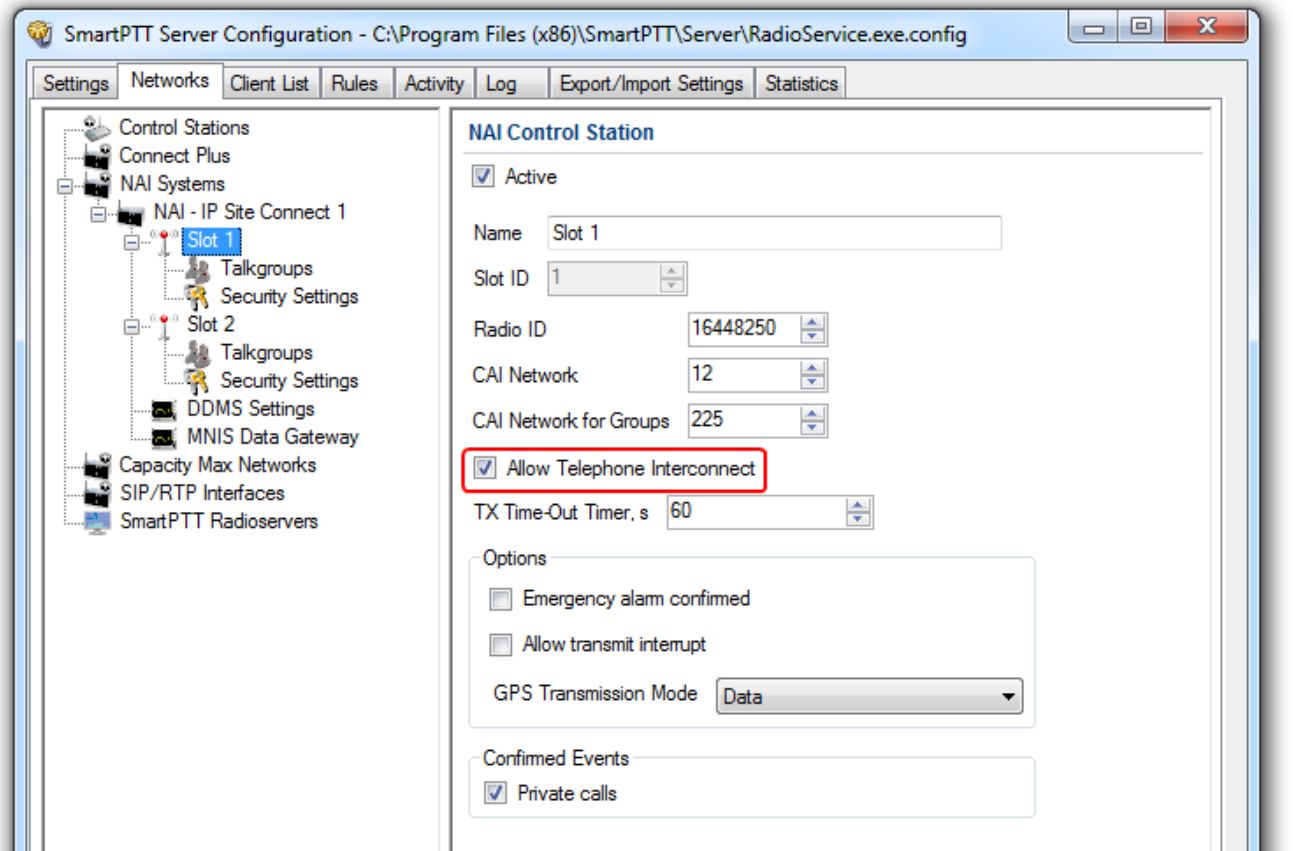 SmartPTT Server Configuration - C:\Program Files (x86)\SmartPTT\Server\RadioService.exe.config
Settings Networks Client List Rules Activity Log Export/Import Settings Statistics
Control Stations
Connect Plus
NAI Systems
NAI - IP Site Connect 1
Slot 1
Talkgroups
Security Settings
Slot 2
Talkgroups
Security Settings
DDMS Settings
MNIS Data Gateway
Capacity Max Networks
SIP/RTP Interfaces
SmartPTT Radioservers
NAI Control Station
Active
Name Slot 1
Slot ID 1
Radio ID 16448250
CAI Network 12
CAI Network for Groups 225
Allow Telephone Interconnect
TX Time-Out Timer, s 60
Options
Emergency alarm confirmed
Allow transmit interrupt
GPS Transmission Mode Data
Confirmed Events
Private calls